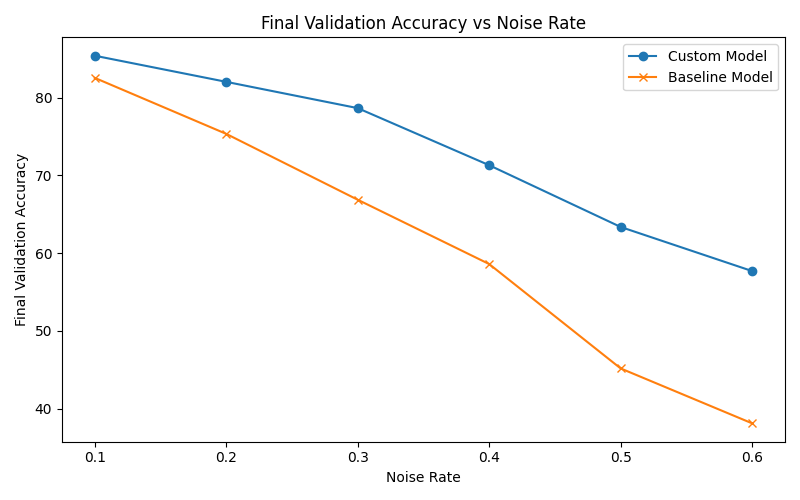 Final Validation Accuracy vs Noise Rate
Custom Model
Baseline Model
Final Validation Accuracy
80
70
60
50
40
0.1 0.2 0.3 0.4 0.5 0.6
Noise Rate